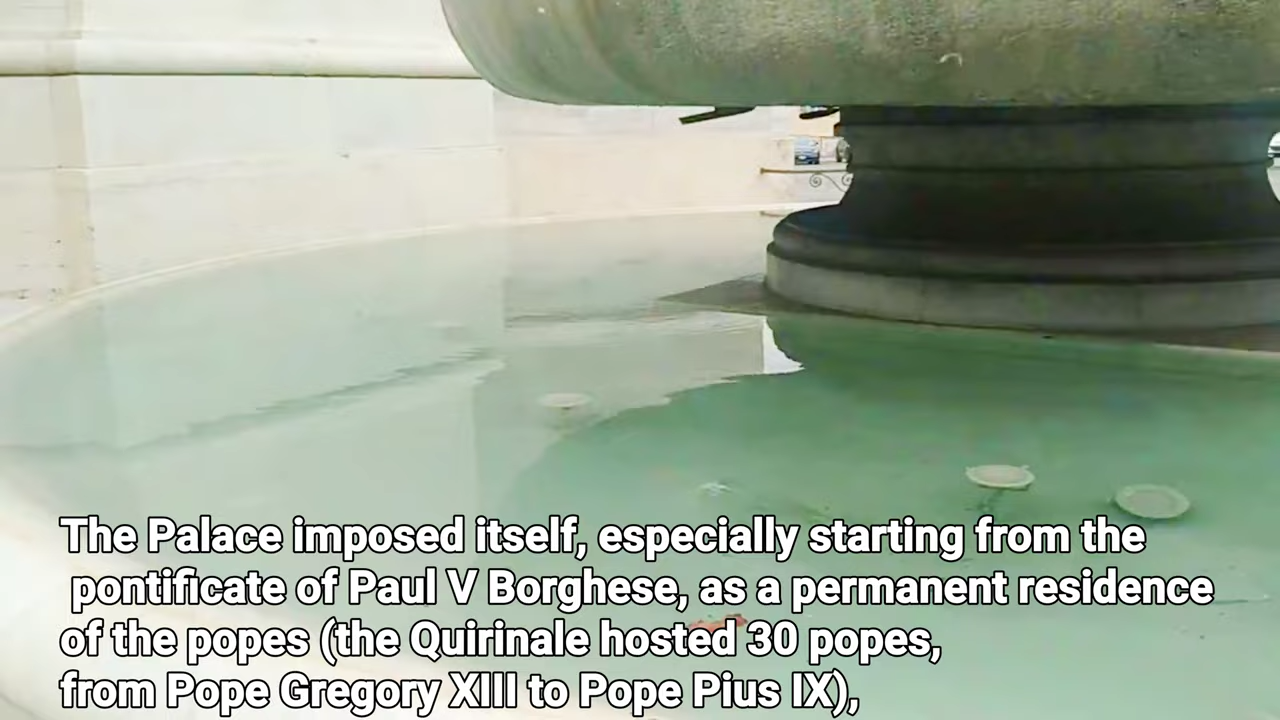 The Palace imposed itself, especially starting from the
pontificate of Paul V Borghese, as a permanent residence
of the popes (the Quirinale hosted 30 popes,
from Pope Gregory XIII to Pope Pius IX),